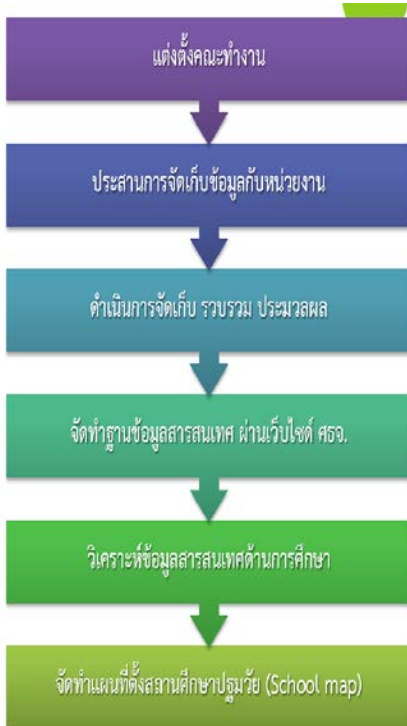 แต่งตั้งคณะทำงาน
ประสานการจัดเก็บข้อมูลกับหน่วยงาน
ดำเนินการจัดเก็บ รวบรวม ประมวลผล
จัดทำฐานข้อมูลสารสนเทศ ผ่านเว็บไซต์ ศธจ.
วิเคราะห์ข้อมูลสารสนเทศด้านการศึกษา
จัดทำแผนที่ตั้งสถานศึกษาปฐมวัย (School map)